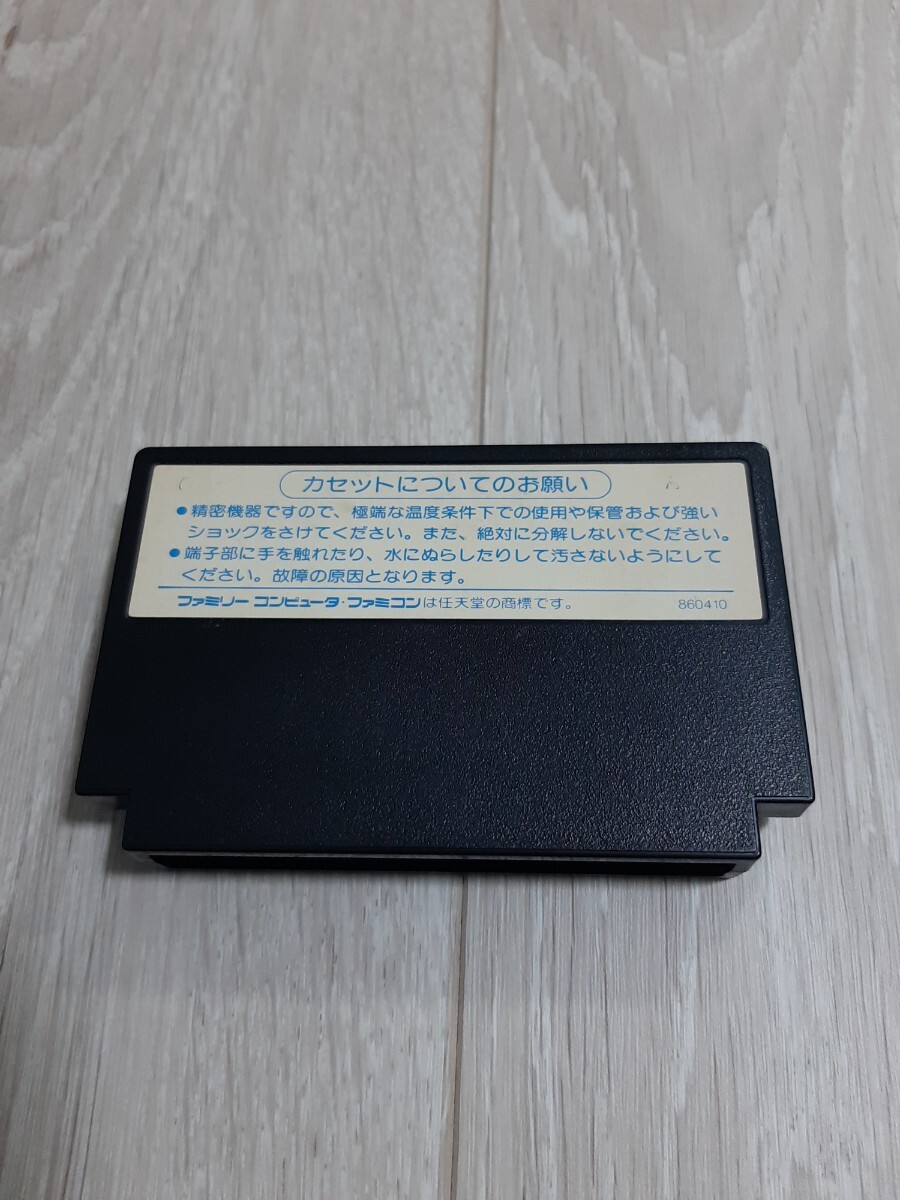 カセットについてのお願い
●精密機器ですので、極端な温度条件下での使用や保管および強い
ショックをさけてください。また、絶対に分解しないでください。
●端子部に手を触れたり、水にぬらしたりして汚さないようにして
ください。故障の原因となります。
ファミリーコンピュータ・ファミコンは任天堂の商標です。 860410